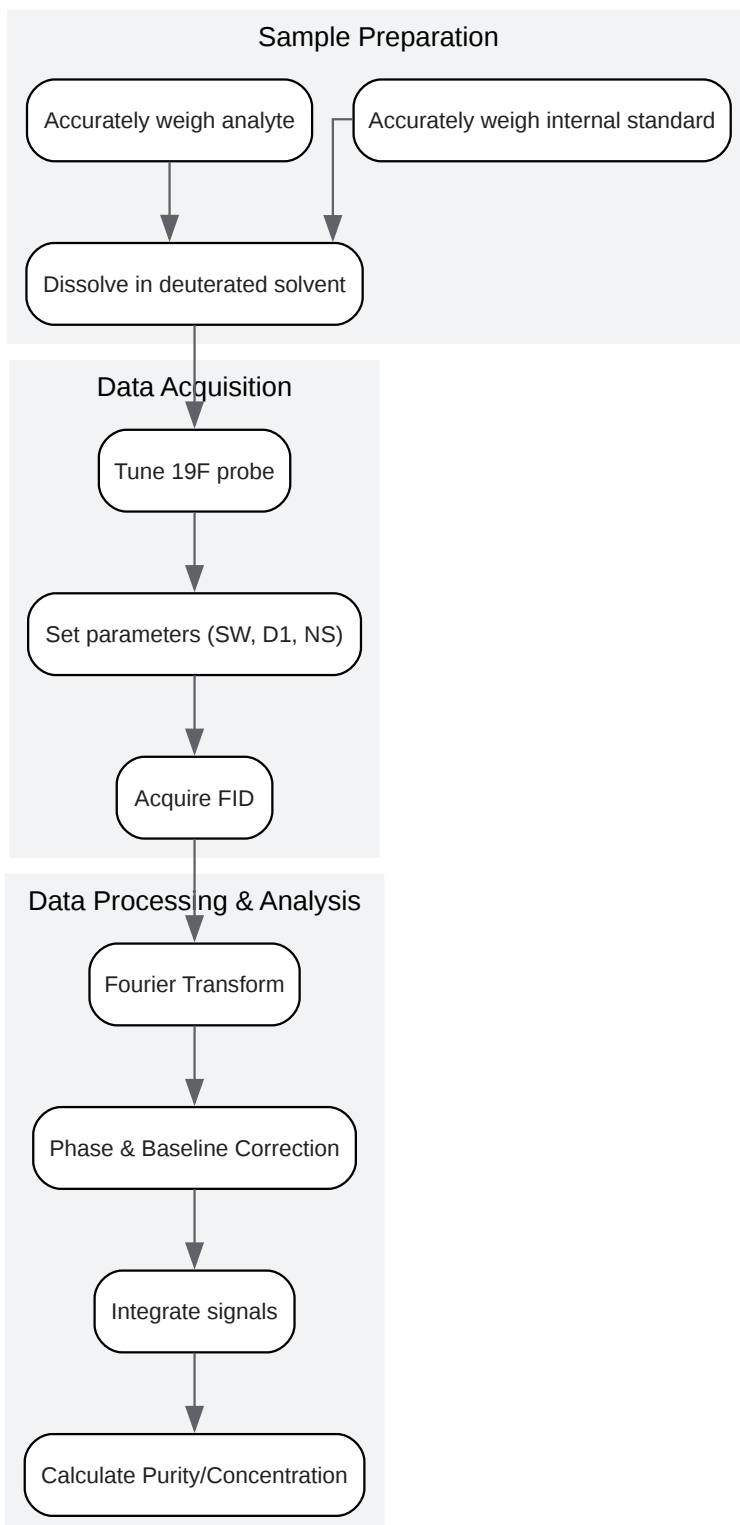 Sample Preparation
Accurately weigh analyte
Accurately weigh internal standard
Dissolve in deuterated solvent
Data Acquisition
Tune 19F probe
Set parameters (SW, D1, NS)
Acquire FID
Data Processing & Analysis
Fourier Transform
Phase & Baseline Correction
Integrate signals
Calculate Purity/Concentration